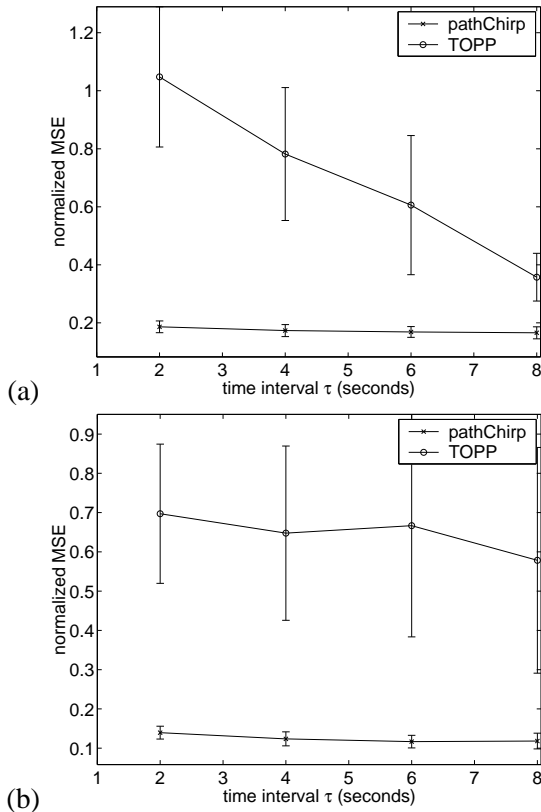 pathChirp
TOPP
1.2
1
0.8
0.6
0.4
0.2
normalized MSE
1 2 3 4 5 6 7 8
time interval τ (seconds)
(a)
pathChirp
TOPP
0.9
0.8
0.7
0.6
0.5
0.4
0.3
0.2
0.1
normalized MSE
1 2 3 4 5 6 7 8
time interval τ (seconds)
(b)